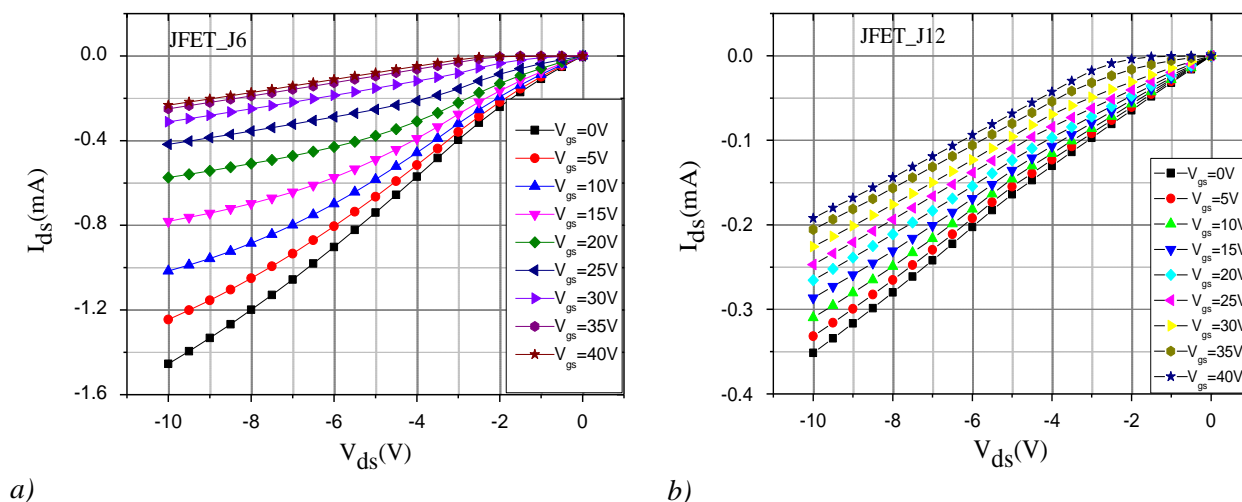 JFET_J6
0.0
-0.4
-0.8
-1.2
-1.6
I_ds(mA)
-10
-8
-6
-4
-2
0
V_ds(V)
V_gs=0V
V_gs=5V
V_gs=10V
V_gs=15V
V_gs=20V
V_gs=25V
V_gs=30V
V_gs=35V
V_gs=40V
a)
JFET_J12
0.0
-0.1
-0.2
-0.3
-0.4
I_ds(mA)
-10
-8
-6
-4
-2
0
V_ds(V)
V_gs=0V
V_gs=5V
V_gs=10V
V_gs=15V
V_gs=20V
V_gs=25V
V_gs=30V
V_gs=35V
V_gs=40V
b)